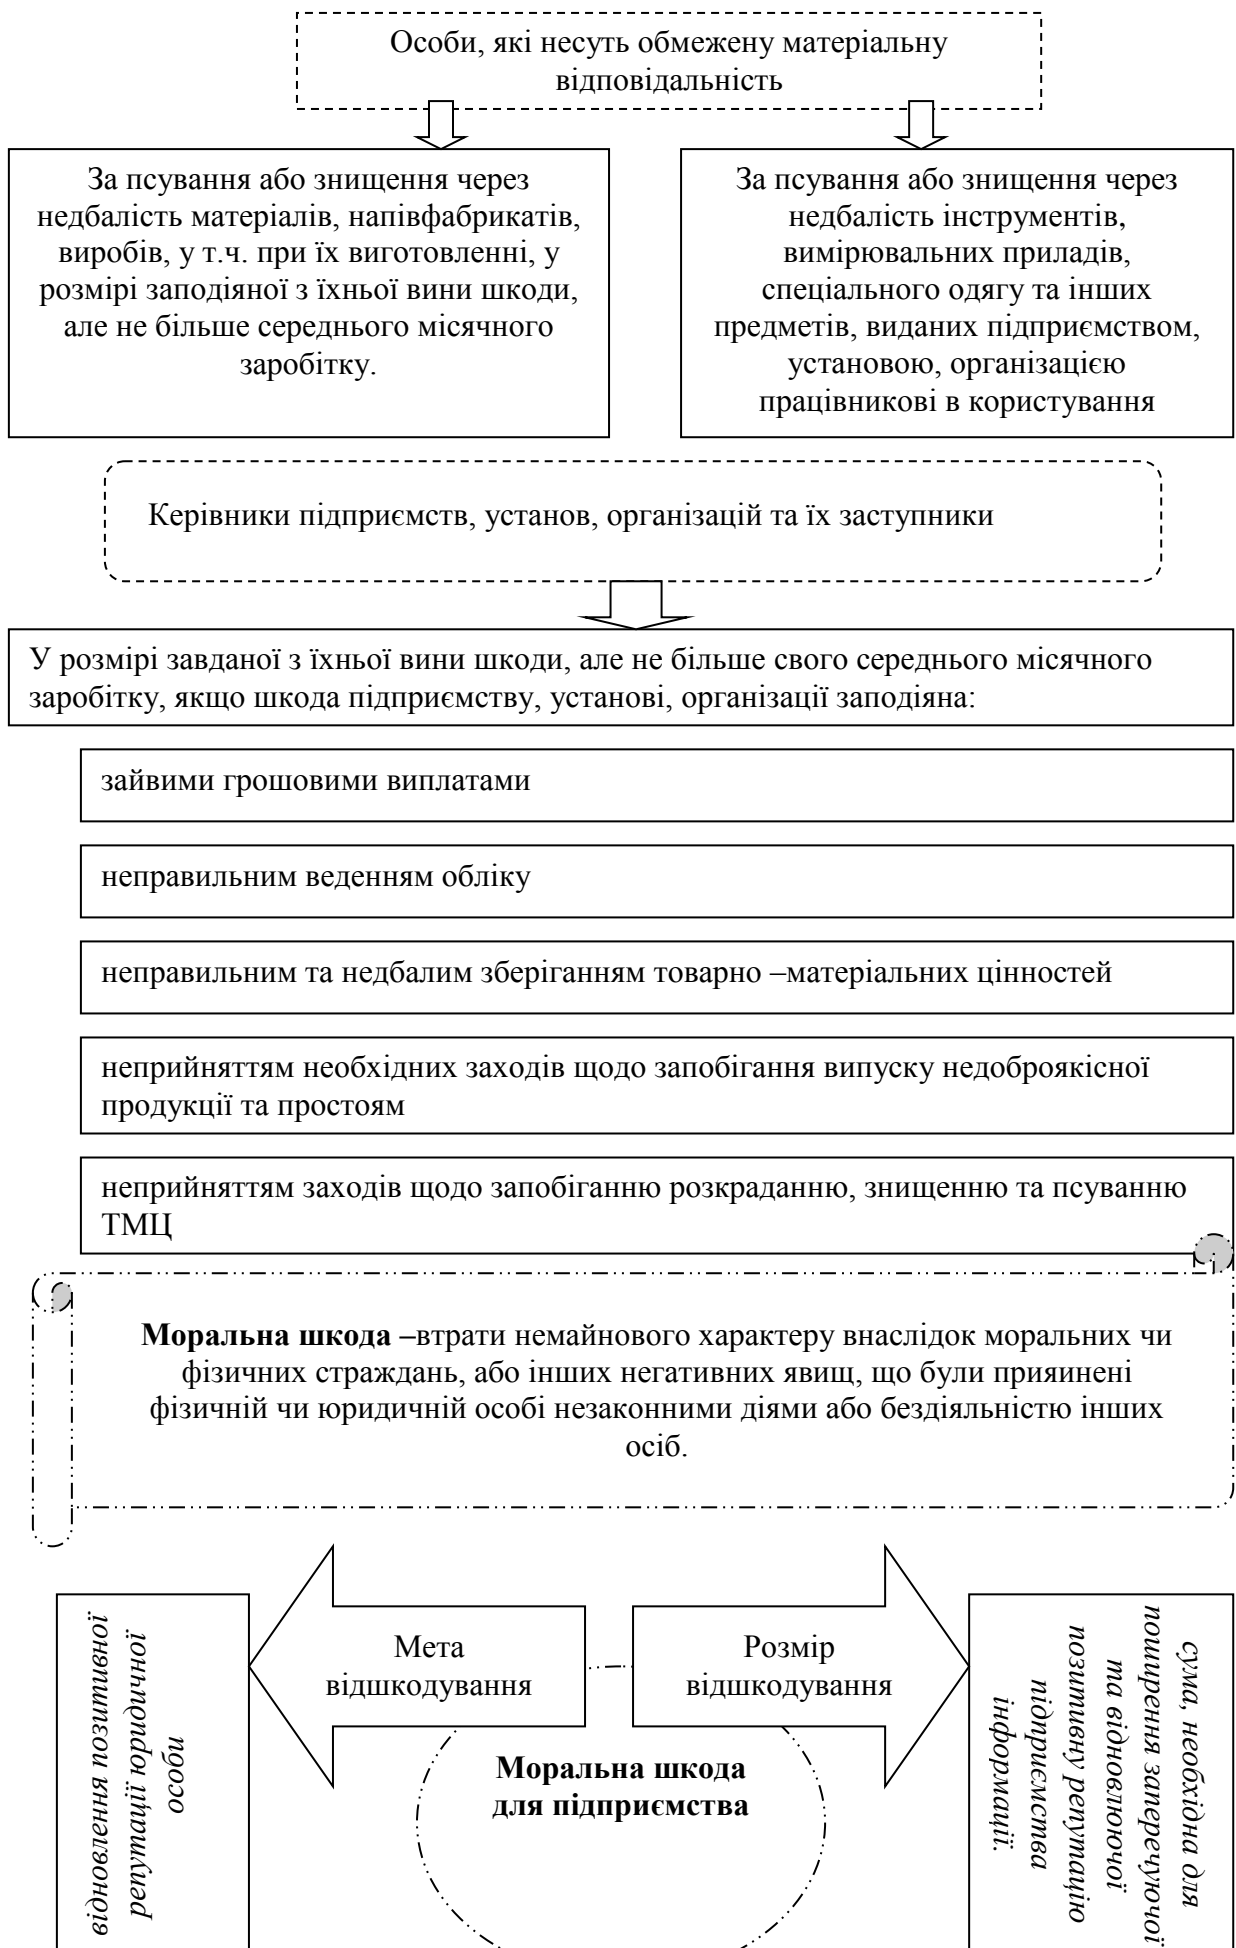 Особи, які несуть обмежену матеріальну
відповідальність
За псування або знищення через
недбалість матеріалів, напівфабрикатів,
виробів, у т.ч. при їх виготовленні, у
розмірі заподіяної з їхньої вини шкоди,
але не більше середнього місячного
заробітку.
За псування або знищення через
недбалість інструментів,
вимірювальних приладів,
спеціального одягу та інших
предметів, виданих підприємством,
установою, організацією
працівникові в користування
Керівники підприємств, установ, організацій та їх заступники
У розмірі завданої з їхньої вини шкоди, але не більше свого середнього місячного
заробітку, якщо шкода підприємству, установі, організації заподіяна:
зайвими грошовими виплатами
неправильним веденням обліку
неправильним та недбалим зберіганням товарно –матеріальних цінностей
неприйняттям необхідних заходів щодо запобігання випуску недоброякісної
продукції та простоям
неприйняттям заходів щодо запобіганню розкраданню, знищенню та псуванню
ТМЦ
Моральна шкода –втрати немайнового характеру внаслідок моральних чи
фізичних страждань, або інших негативних явищ, що були прияинені
фізичній чи юридичній особі незаконними діями або бездіяльністю інших
осіб.
відновлення позитивної
репутації юридичної
особи
Мета
відшкодування
Розмір
відшкодування
Моральна шкода
для підприємства
сума, необхідна для
поширення заперечуючої
та відновлюючої
позитивну репутацію
підприємства
інформації.